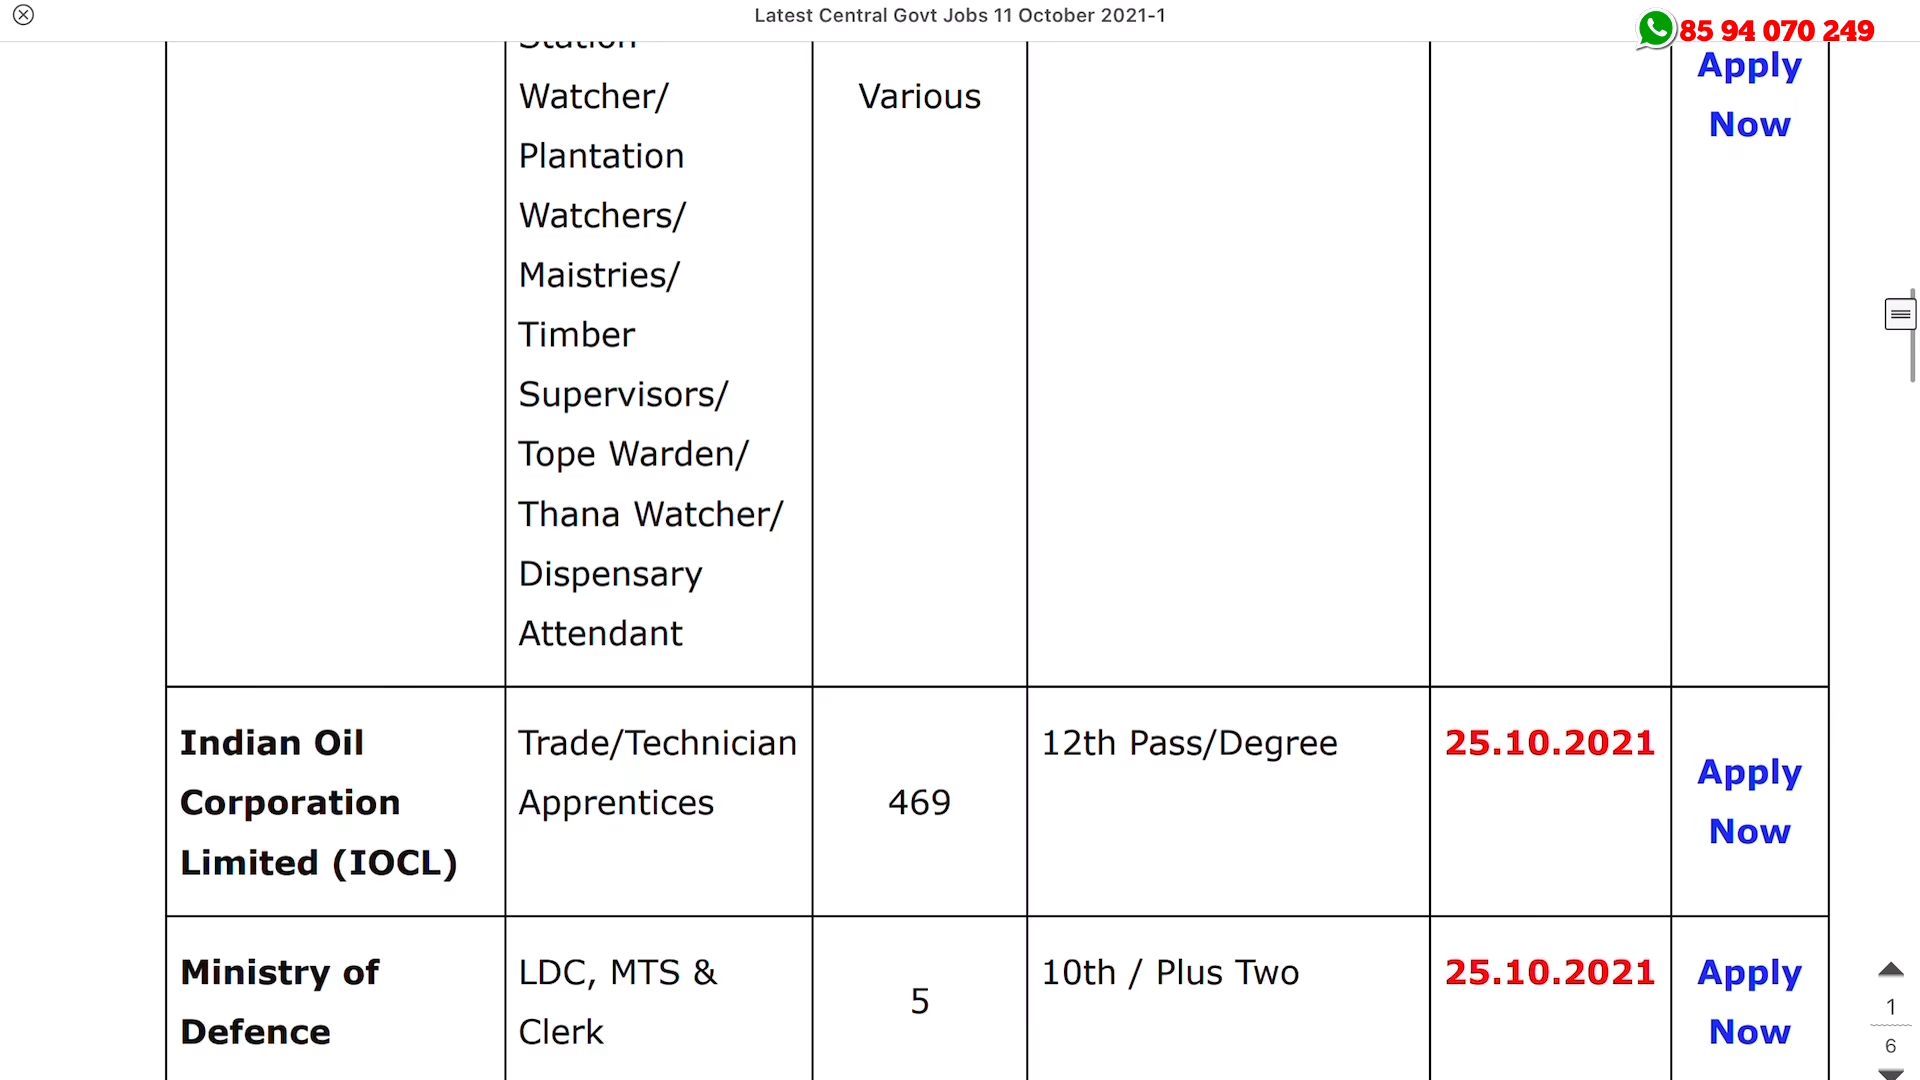 Latest Central Govt Jobs 11 October 2021-1
85 94 070 249
Station
Watcher/
Plantation
Watchers/
Maistries/
Timber
Supervisors/
Tope Warden/
Thana Watcher/
Dispensary
Attendant
Various
Apply
Now
Indian Oil
Corporation
Limited (IOCL)
Trade/Technician
Apprentices
469
12th Pass/Degree
25.10.2021
Apply
Now
Ministry of
Defence
LDC, MTS &
Clerk
5
10th / Plus Two
25.10.2021
Apply
Now
1
6